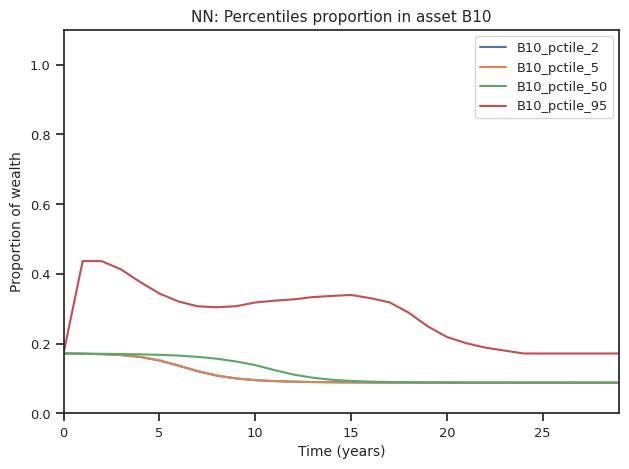 NN: Percentiles proportion in asset B10
B10_pctile_2
B10_pctile_5
B10_pctile_50
B10_pctile_95
Proportion of wealth
1.0
0.8
0.6
0.4
0.2
0.0
0 5 10 15 20 25
Time (years)